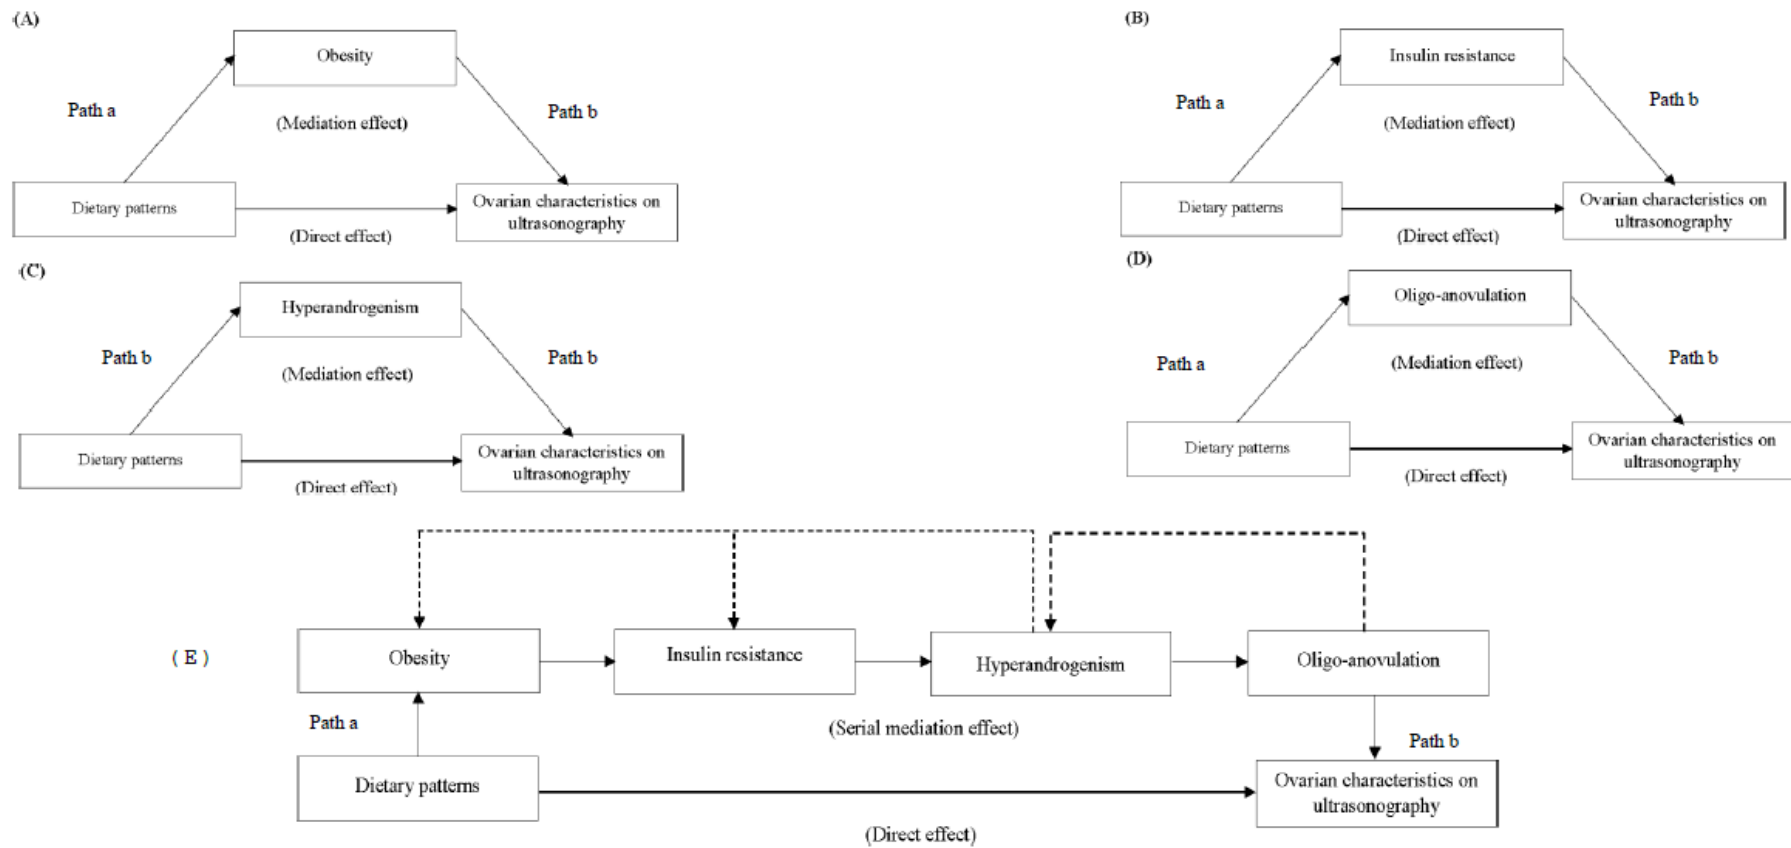 (A)
Obesity
Path a
Path b
(Mediation effect)
Dietary patterns
Ovarian characteristics on
ultrasonography
(Direct effect)
(B)
Insulin resistance
Path a
Path b
(Mediation effect)
Dietary patterns
Ovarian characteristics on
ultrasonography
(Direct effect)
(C)
Hyperandrogenism
Path b
Path b
(Mediation effect)
Dietary patterns
Ovarian characteristics on
ultrasonography
(Direct effect)
(D)
Oligo-anovulation
Path a
Path b
(Mediation effect)
Dietary patterns
Ovarian characteristics on
ultrasonography
(Direct effect)
( E )
Obesity
Insulin resistance
Hyperandrogenism
Oligo-anovulation
Path a
(Serial mediation effect)
Path b
Dietary patterns
Ovarian characteristics on
ultrasonography
(Direct effect)